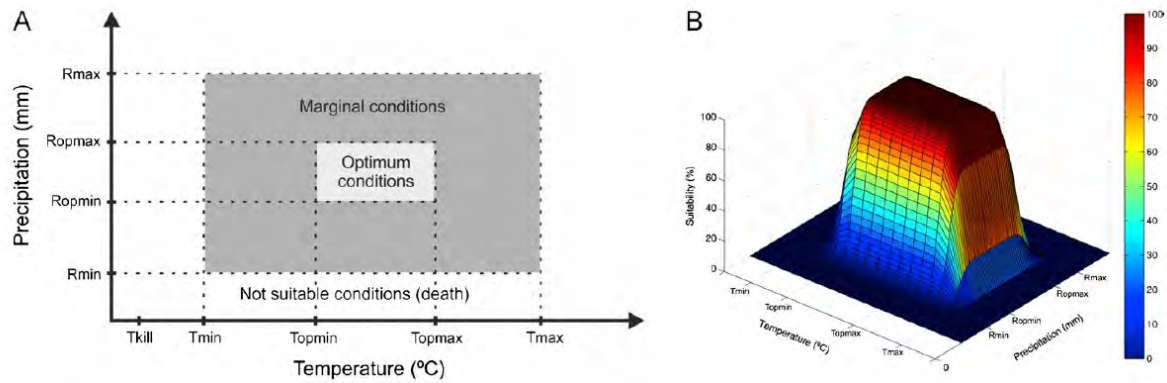 A
Precipitation (mm)
Rmax
Ropmax
Ropmin
Rmin
Marginal conditions
Optimum
conditions
Not suitable conditions (death)
Tkill
Tmin
Topmin
Topmax
Tmax
Temperature (ºC)
B
Suitability (%)
100
80
60
40
20
0
Tmin
Topmin
Topmax
Tmax
Temperature (ºC)
0
Rmin
Ropmin
Ropmax
Rmax
Precipitation (mm)
100
90
80
70
60
50
40
30
20
10
0